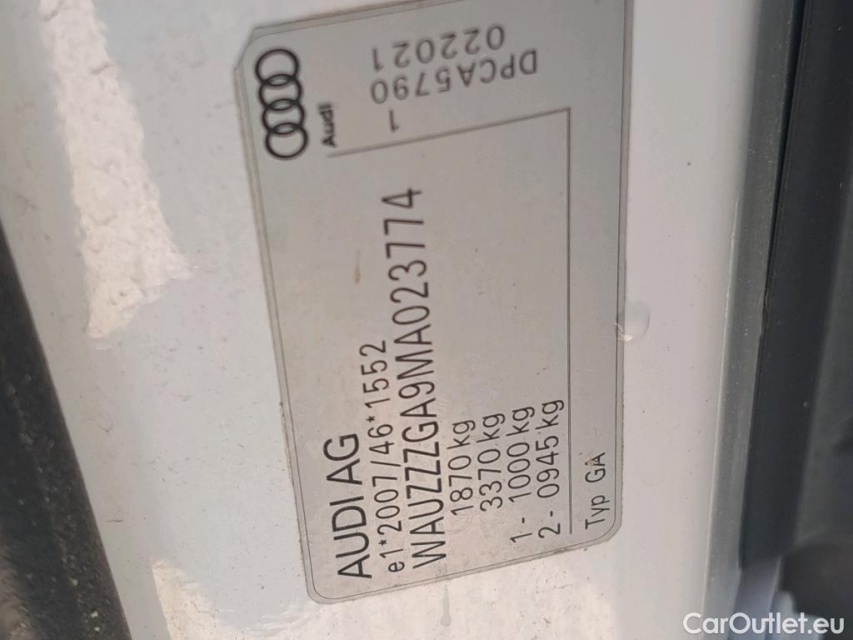 AUDI AG
e1*2007/46*1552
WAUZZZGA9MA023774
1870 kg
3370 kg
1- 1000 kg
2- 0945 kg
Typ GA
Audi
1
DPCA5790
022021
CarOutlet.eu